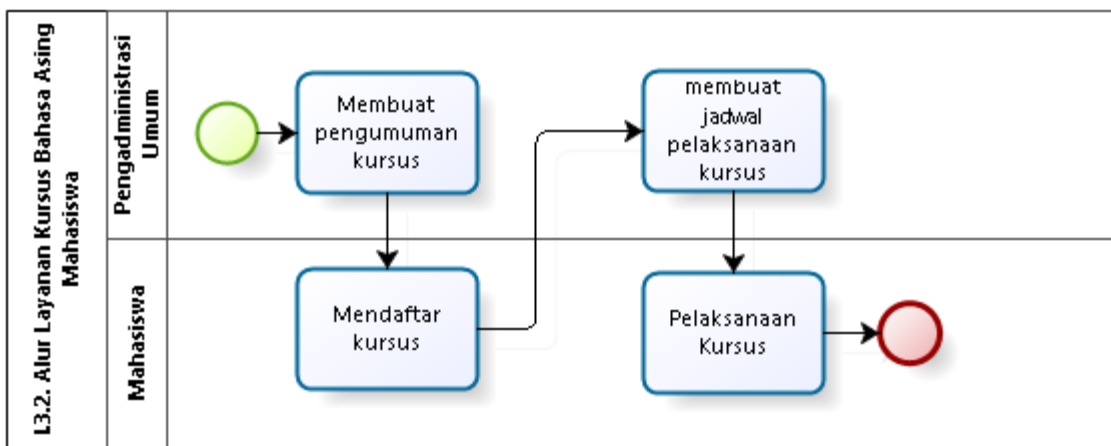 L3.2. Alur Layanan Kursus Bahasa Asing
Mahasiswa
Pengadministrasi
Umum
Membuat
pengumuman
kursus
membuat
jadwal
pelaksanaan
kursus
Mahasiswa
Mendaftar
kursus
Pelaksanaan
Kursus